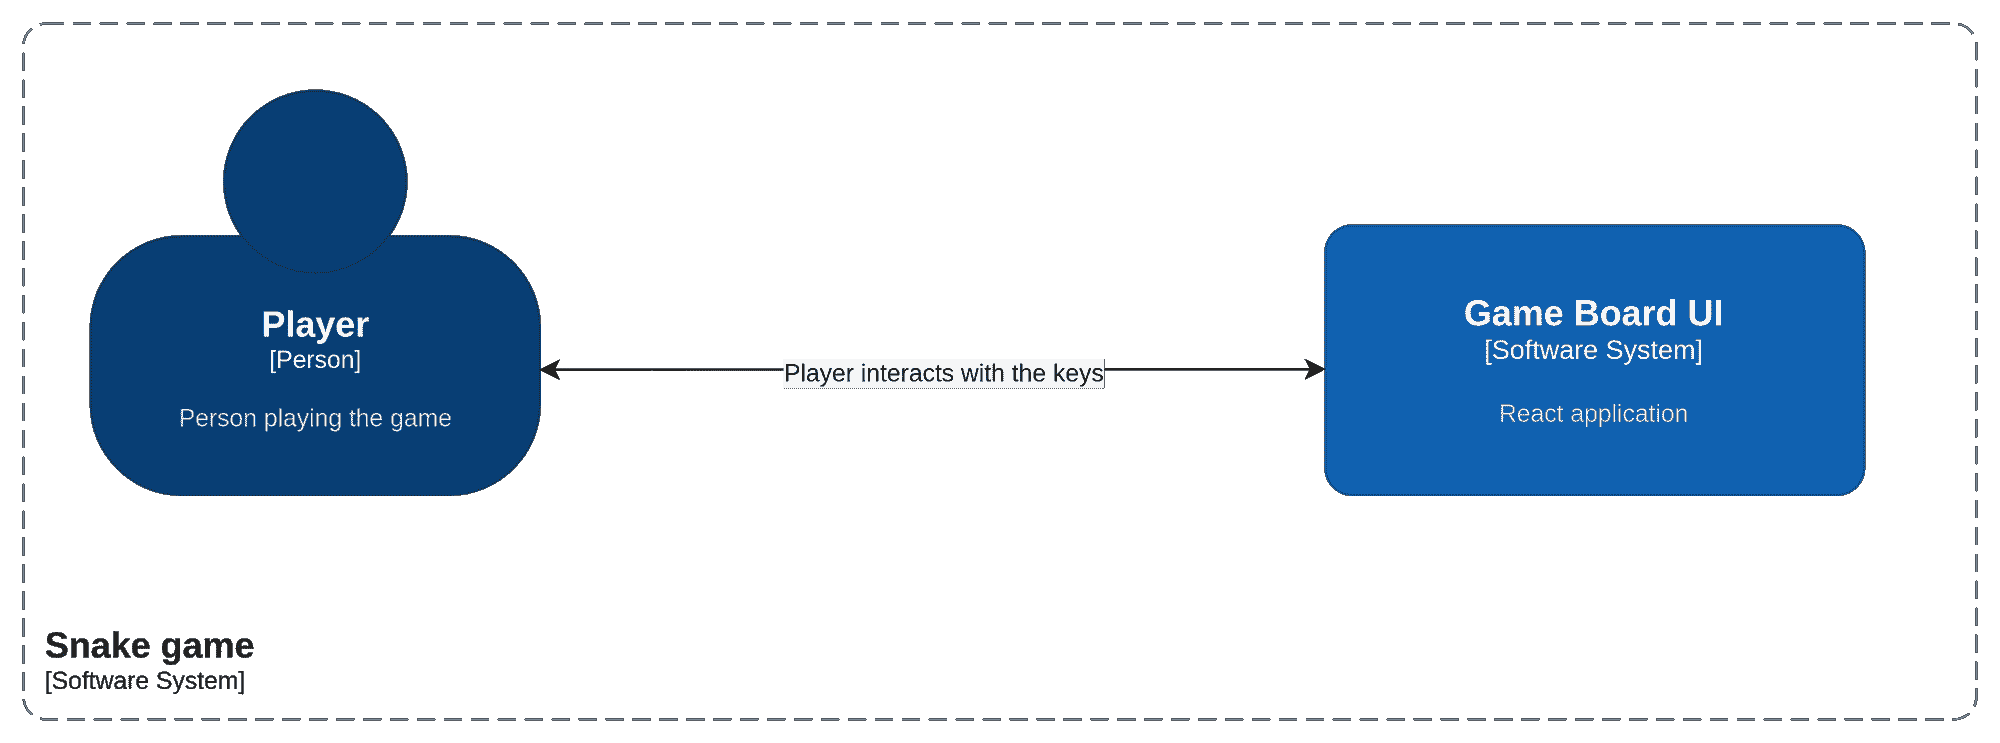 Player
[Person]
Person playing the game
Player interacts with the keys
Game Board UI
[Software System]
React application
Snake game
[Software System]